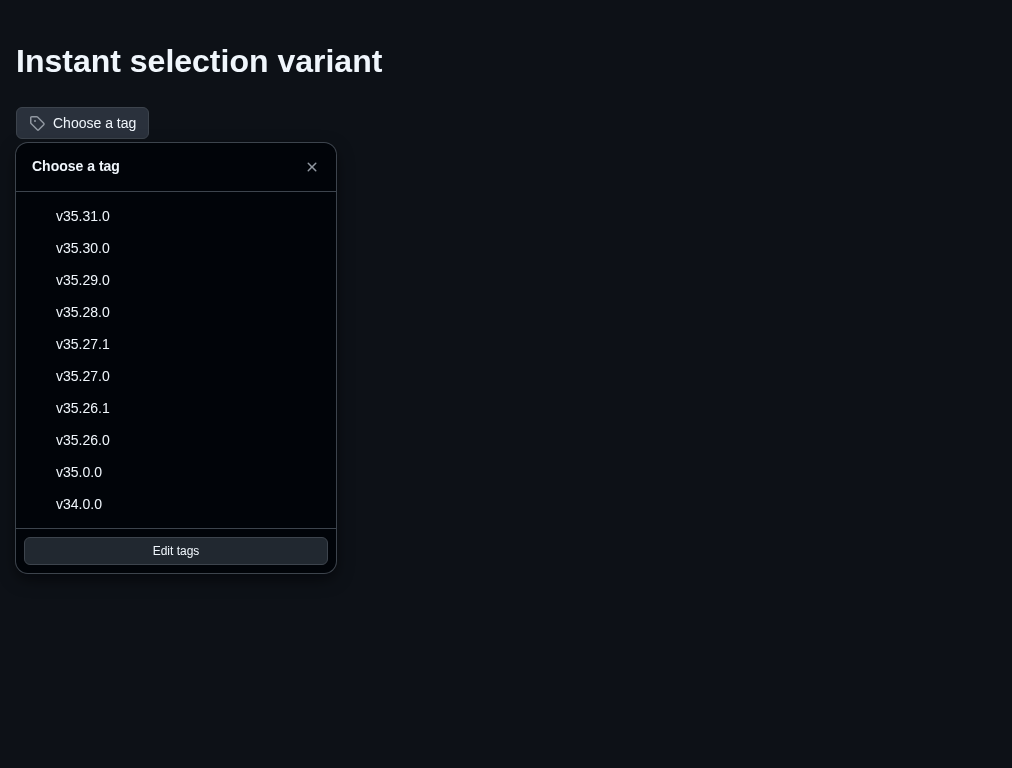 Instant selection variant
Choose a tag
Choose a tag
v35.31.0
v35.30.0
v35.29.0
v35.28.0
v35.27.1
v35.27.0
v35.26.1
v35.26.0
v35.0.0
v34.0.0
Edit tags